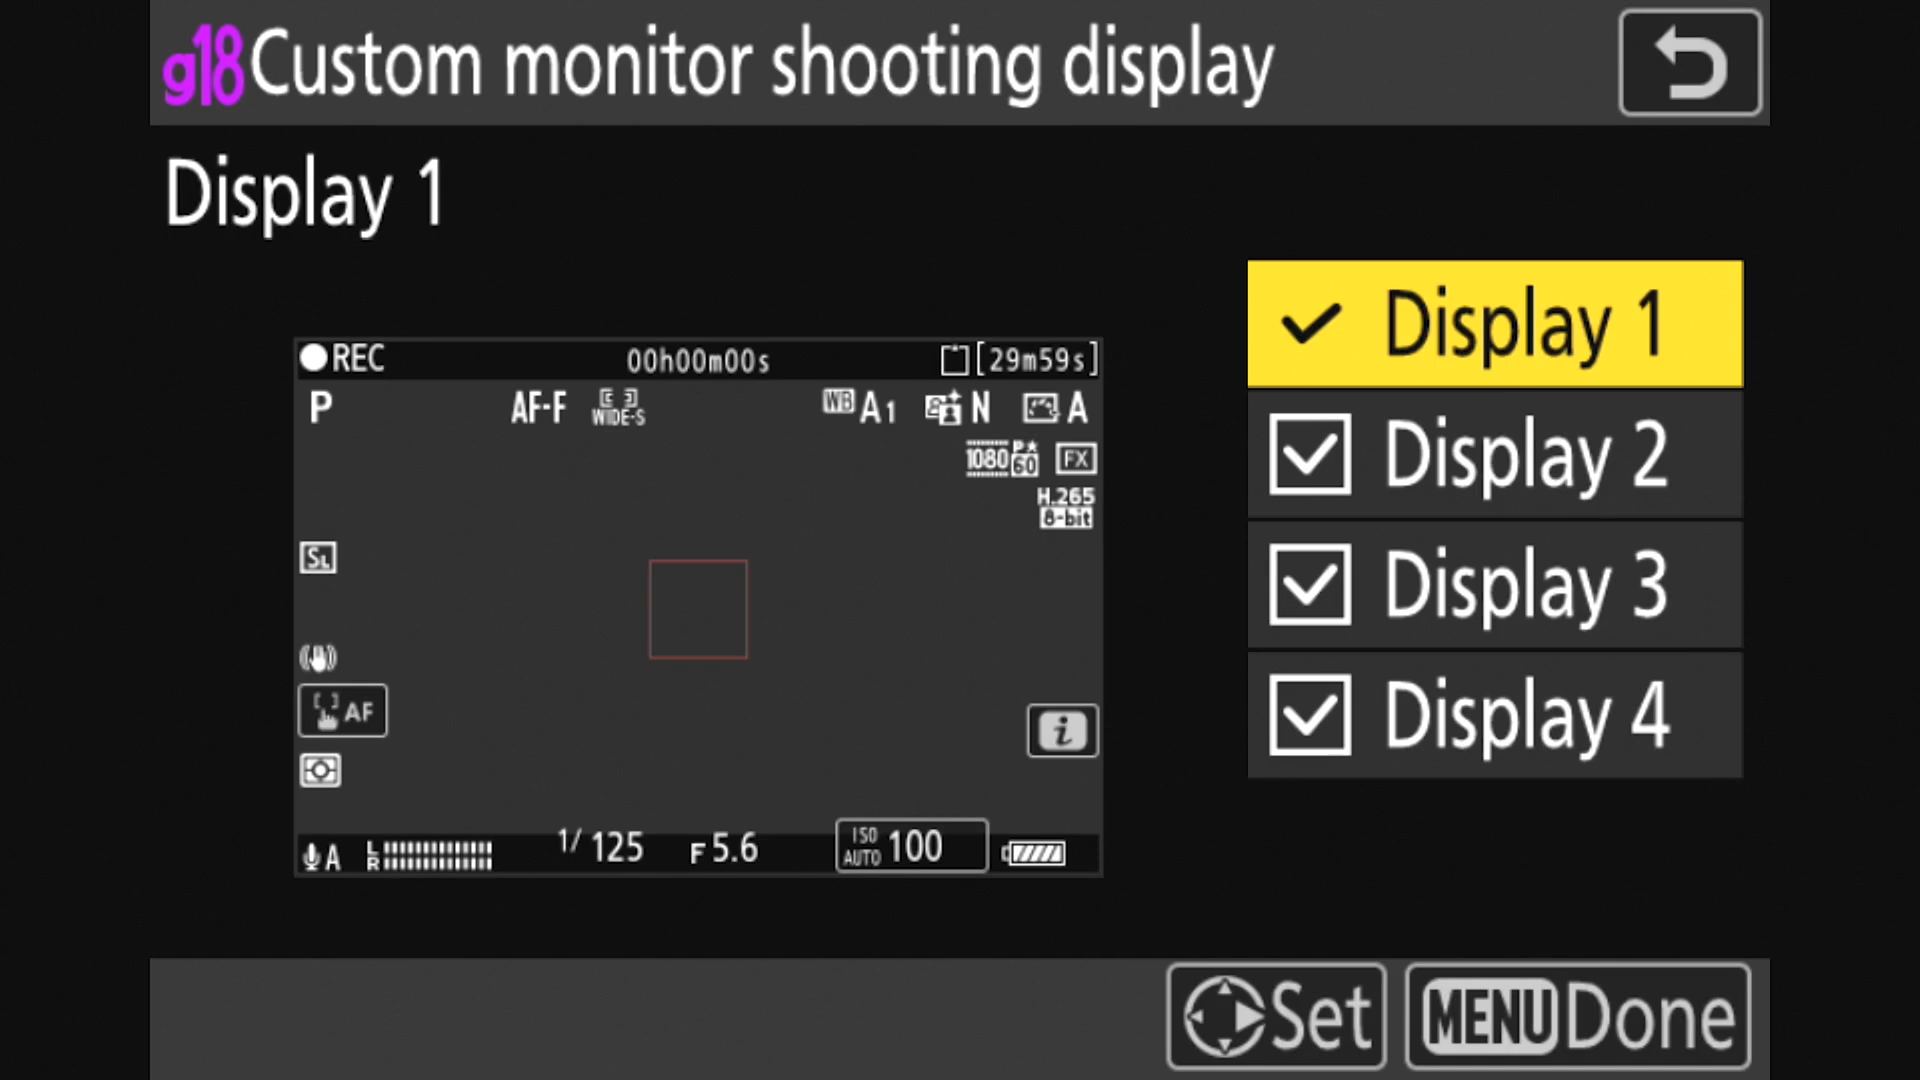 g18 Custom monitor shooting display
Display 1
REC 00h00m00s [29m59s]
P AF-F WIDE-S WB A1 N A
1080 P★ 60 FX
H.265
8-bit
SL
AF
i
A L R 1/125 F5.6 ISO AUTO 100
Display 1
Display 2
Display 3
Display 4
Set MENU Done